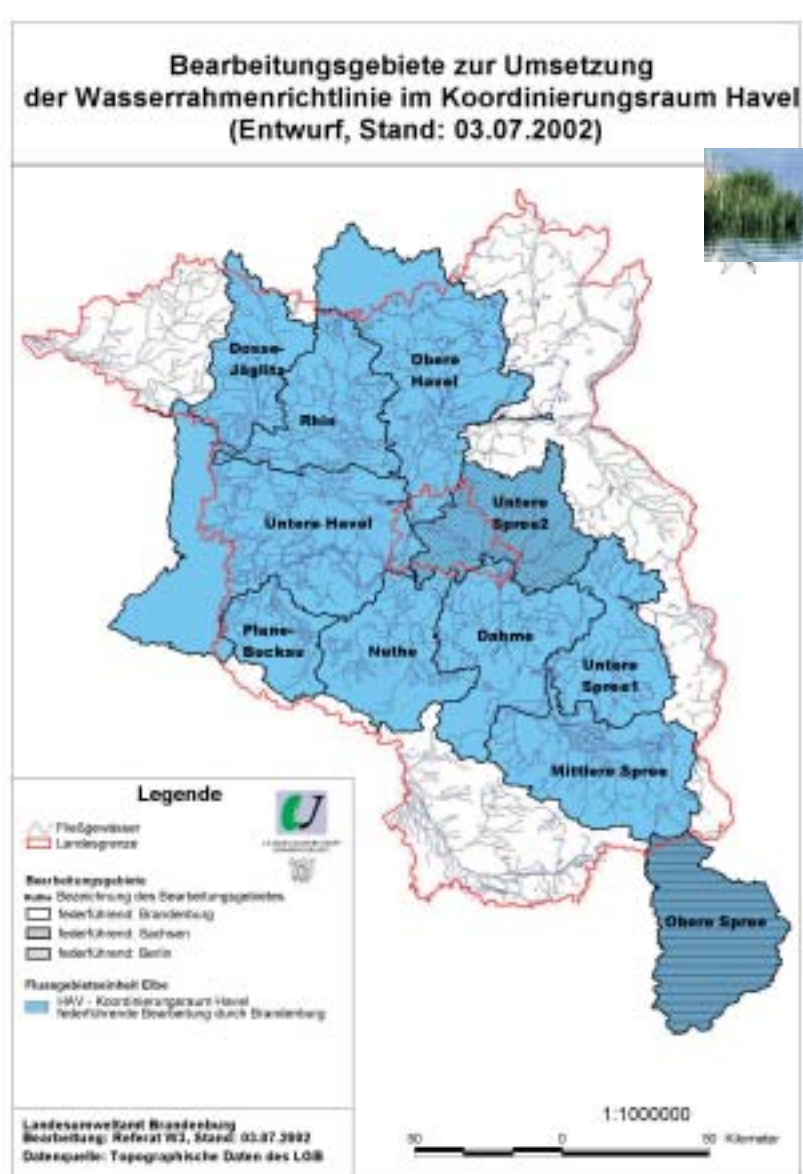 Bearbeitungsgebiete zur Umsetzung
der Wasserrahmenrichtlinie im Koordinierungsraum Havel
(Entwurf, Stand: 03.07.2002)
Dosse-
Jäglitz
Obere
Havel
Rhin
Untere
Spree2
Untere Havel
Plane-
Buckau
Nuthe
Dahme
Untere
Spree1
Mittlere Spree
Obere Spree
Legende
Fließgewässer
Landesgrenze
Bearbeitungsgebiete
Bezeichnung des Bearbeitungsgebietes
federführend: Brandenburg
federführend: Sachsen
federführend: Berlin
Flussgebietseinheit Elbe
HAV - Koordinierungsraum Havel
federführende Bearbeitung durch Brandenburg
Landesumweltamt Brandenburg
Bearbeitung: Referat W3, Stand: 03.07.2002
Datenquelle: Topographische Daten des LGB
1:1000000
50 0 50 Kilometer